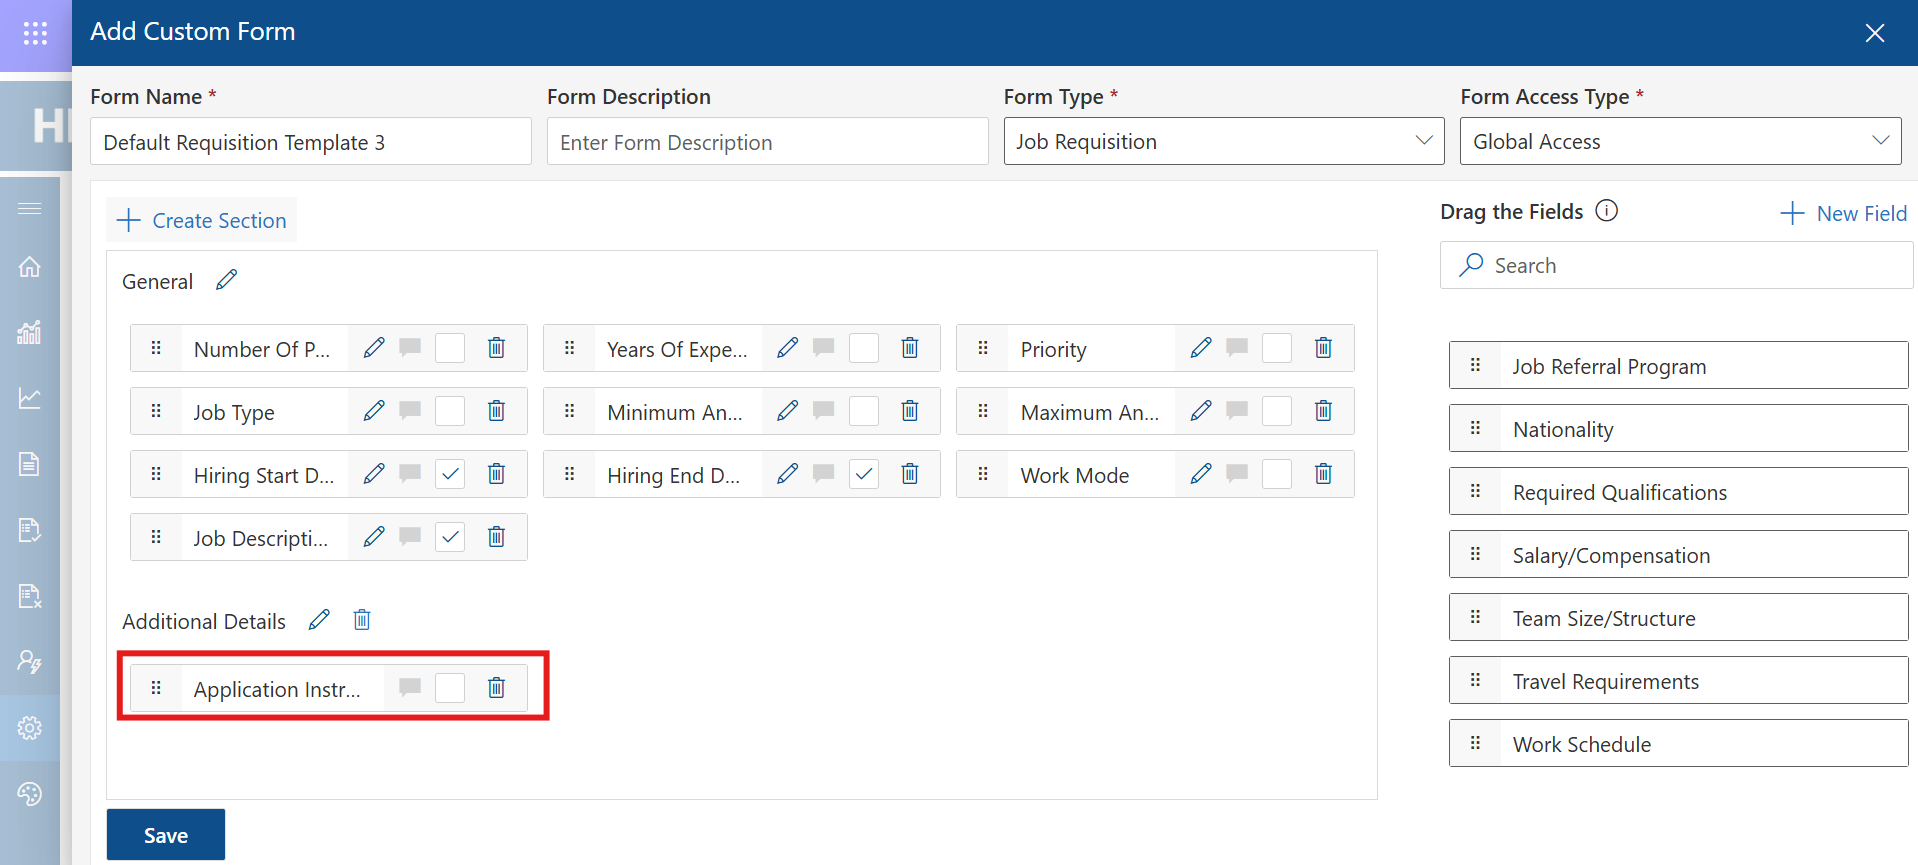 Add Custom Form
Form Name *
Form Description
Form Type *
Form Access Type *
Default Requisition Template 3
Enter Form Description
Job Requisition
Global Access
Create Section
Drag the Fields
New Field
Search
General
Number Of P...
Years Of Expe...
Priority
Job Type
Minimum An...
Maximum An...
Hiring Start D...
Hiring End D...
Work Mode
Job Descripti...
Additional Details
Application Instr...
Job Referral Program
Nationality
Required Qualifications
Salary/Compensation
Team Size/Structure
Travel Requirements
Work Schedule
Save